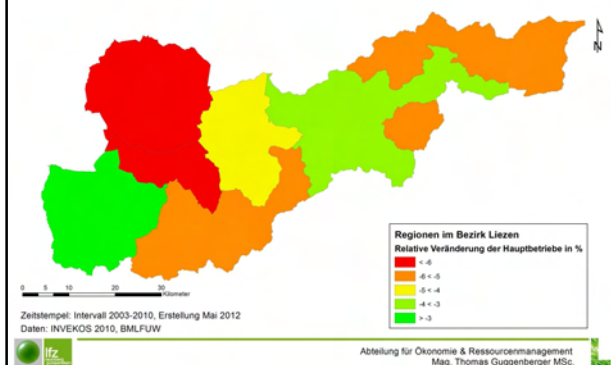 N
Regionen im Bezirk Liezen
Relative Veränderung der Hauptbetriebe in %
< -6
-6 < -5
-5 < -4
-4 < -3
> -3
0 5 10 20 30
Kilometer
Zeitstempel: Intervall 2003-2010, Erstellung Mai 2012
Daten: INVEKOS 2010, BMLFUW
lfz
Abteilung für Ökonomie & Ressourcenmanagement
Mag. Thomas Guggenberger MSc.